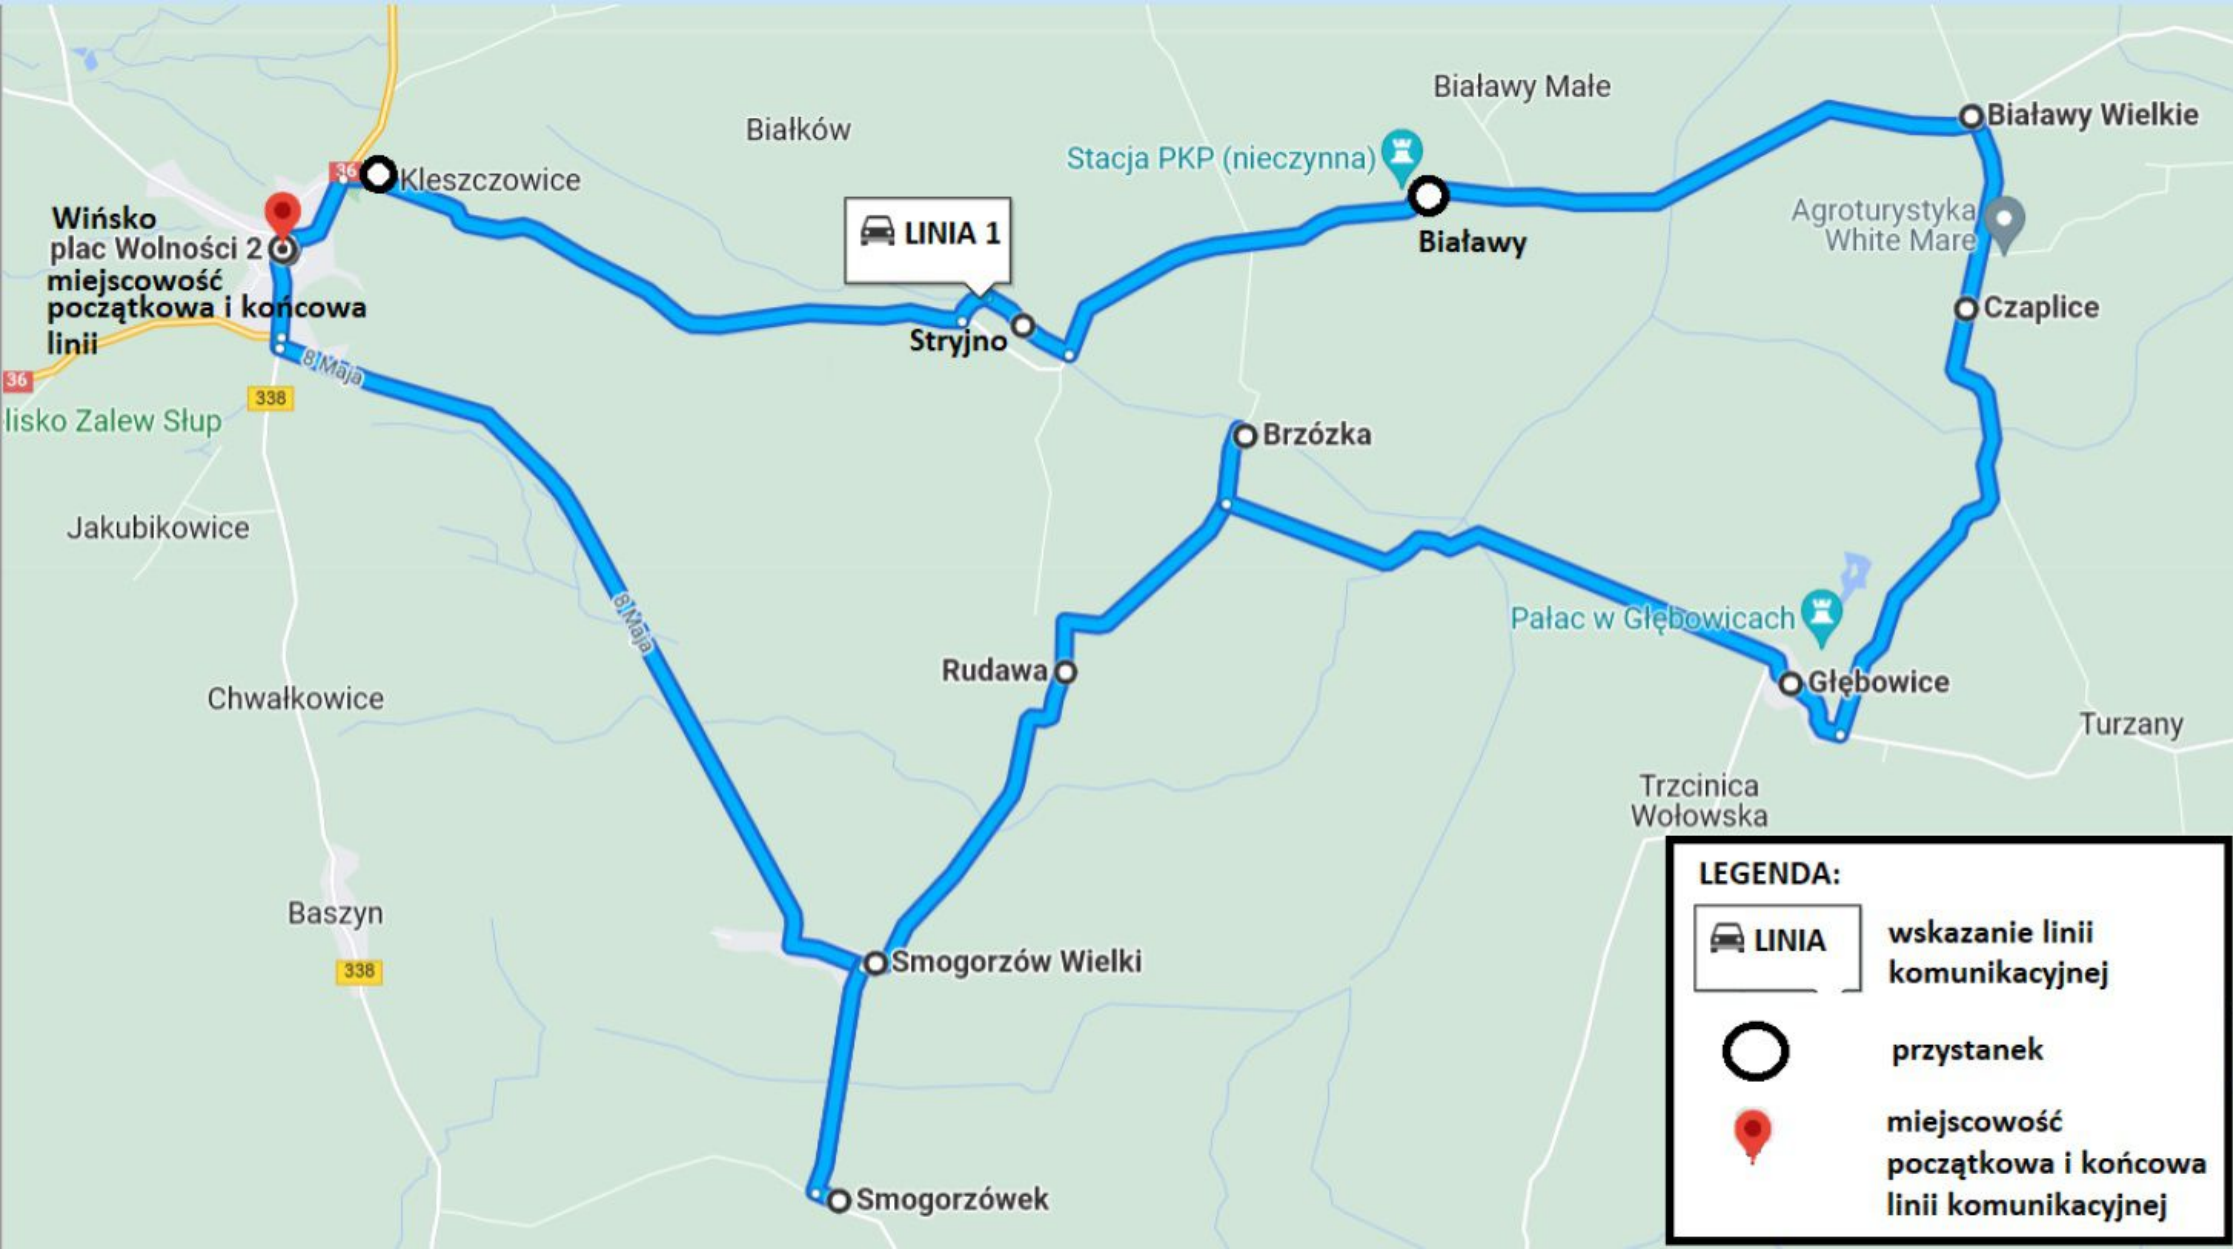 Białawy Małe
Białawy Wielkie
Białków
Stacja PKP (nieczynna)
36
Kleszczowice
Wińsko
plac Wolności 2
miejscowość
początkowa i końcowa
linii
LINIA 1
Agroturystyka
White Mare
Białawy
Czaplice
Stryjno
8 Maja
36
338
lisko Zalew Słup
Brzózka
Jakubikowice
8 Maja
Pałac w Głębowicach
Rudawa
Głębowice
Chwałkowice
Turzany
Trzcinica
Wołowska
Baszyn
338
Smogorzów Wielki
Smogorzówek
LEGENDA:
LINIA
wskazanie linii
komunikacyjnej
przystanek
miejscowość
początkowa i końcowa
linii komunikacyjnej